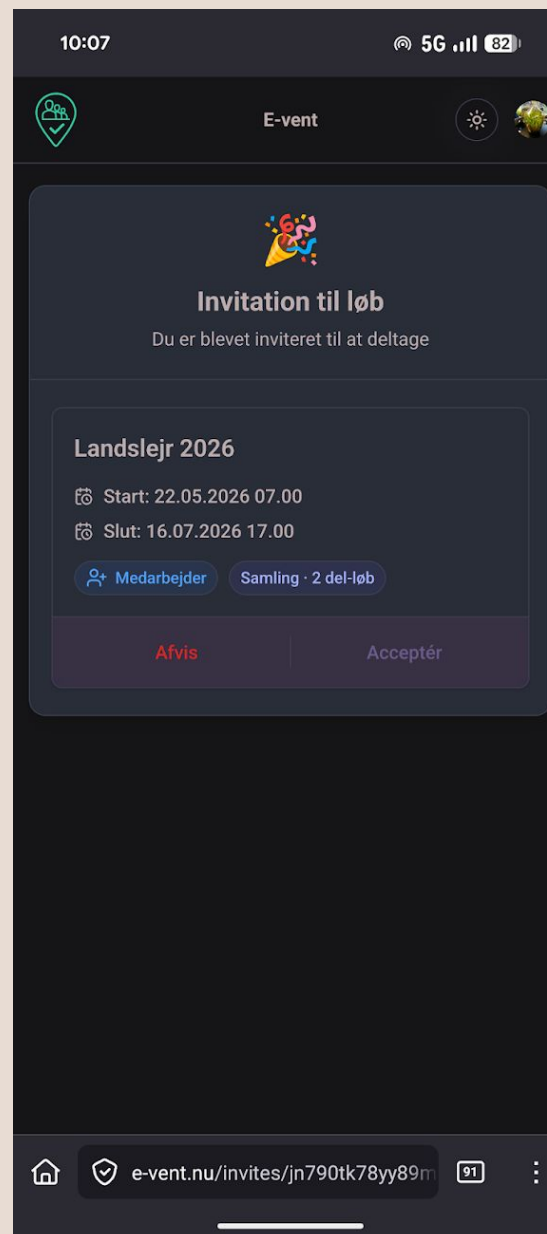 10:07
5G 82
E-vent
Invitation til løb
Du er blevet inviteret til at deltage
Landslejr 2026
Start: 22.05.2026 07.00
Slut: 16.07.2026 17.00
Medarbejder Samling · 2 del-løb
Afvis Acceptér
e-vent.nu/invites/jn790tk78yy89m
91